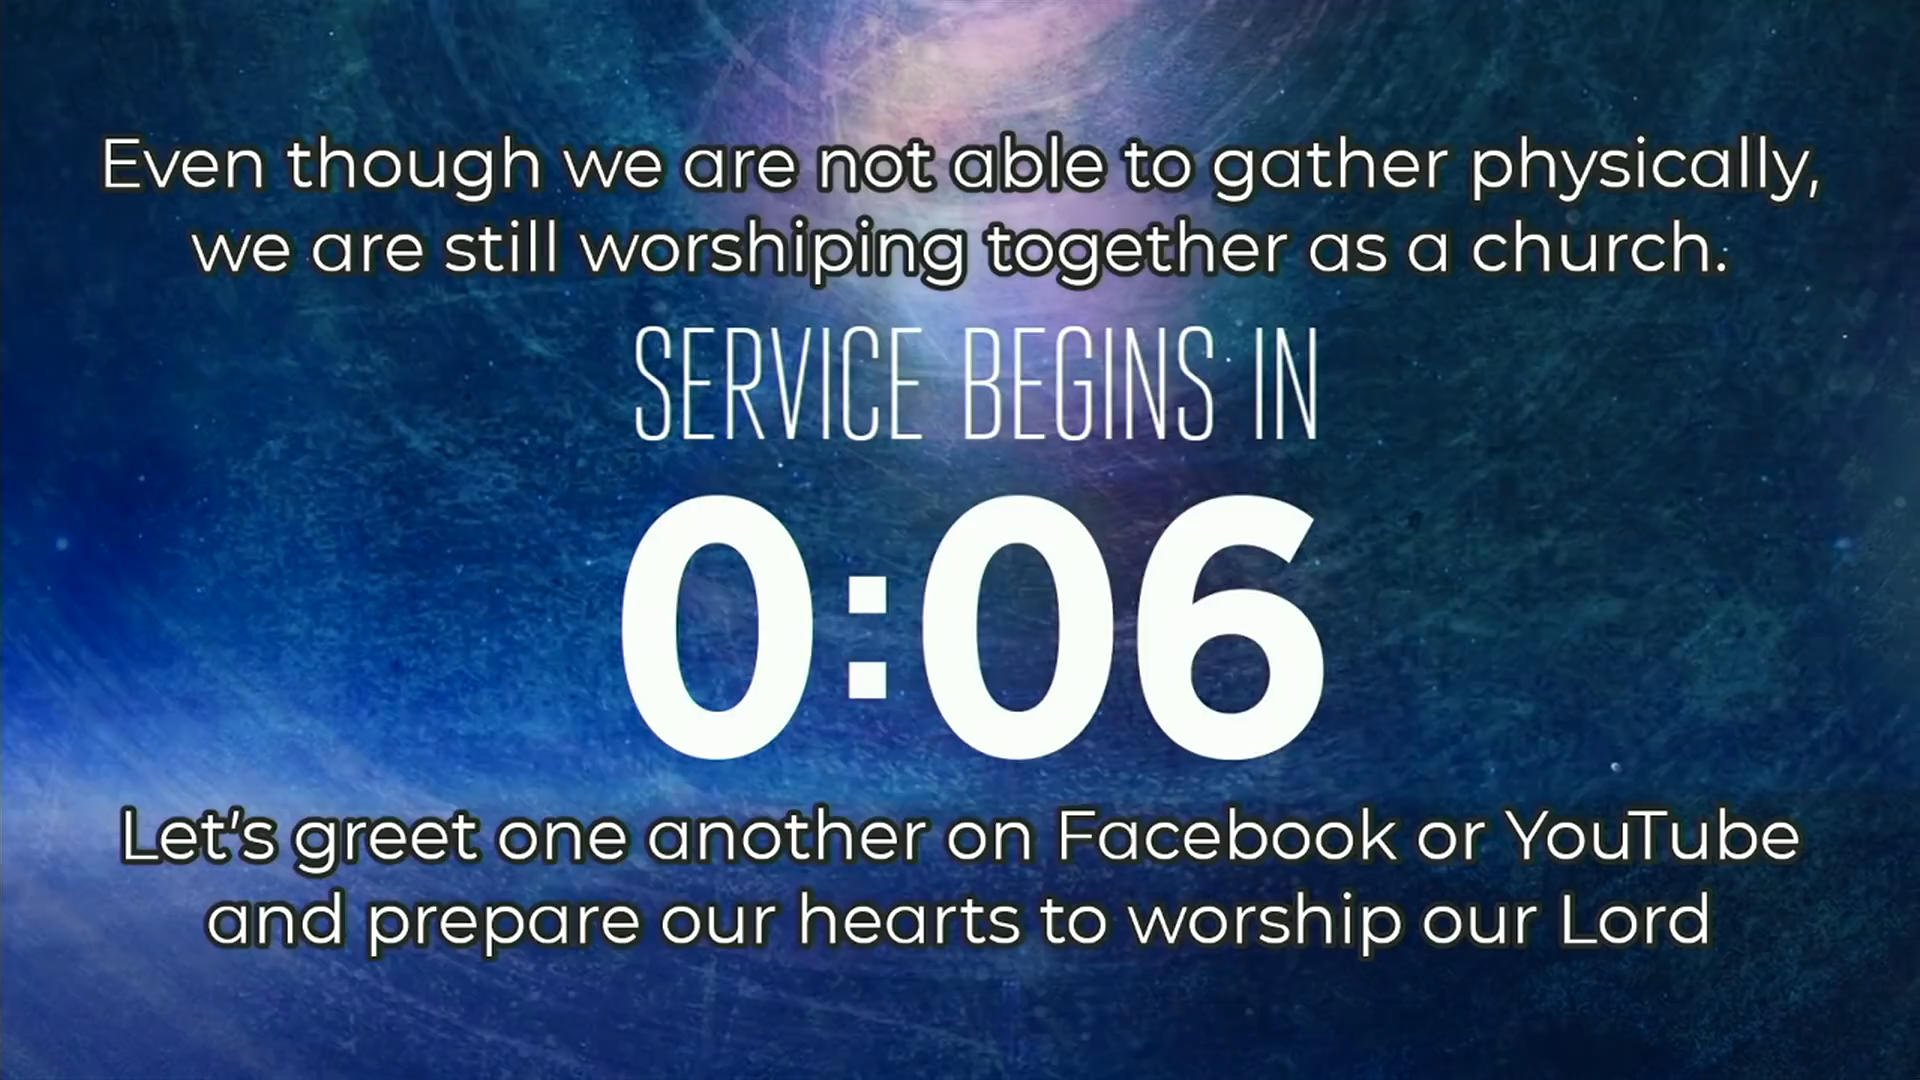 Even though we are not able to gather physically,
we are still worshiping together as a church.
SERVICE BEGINS IN
0:06
Let's greet one another on Facebook or YouTube
and prepare our hearts to worship our Lord